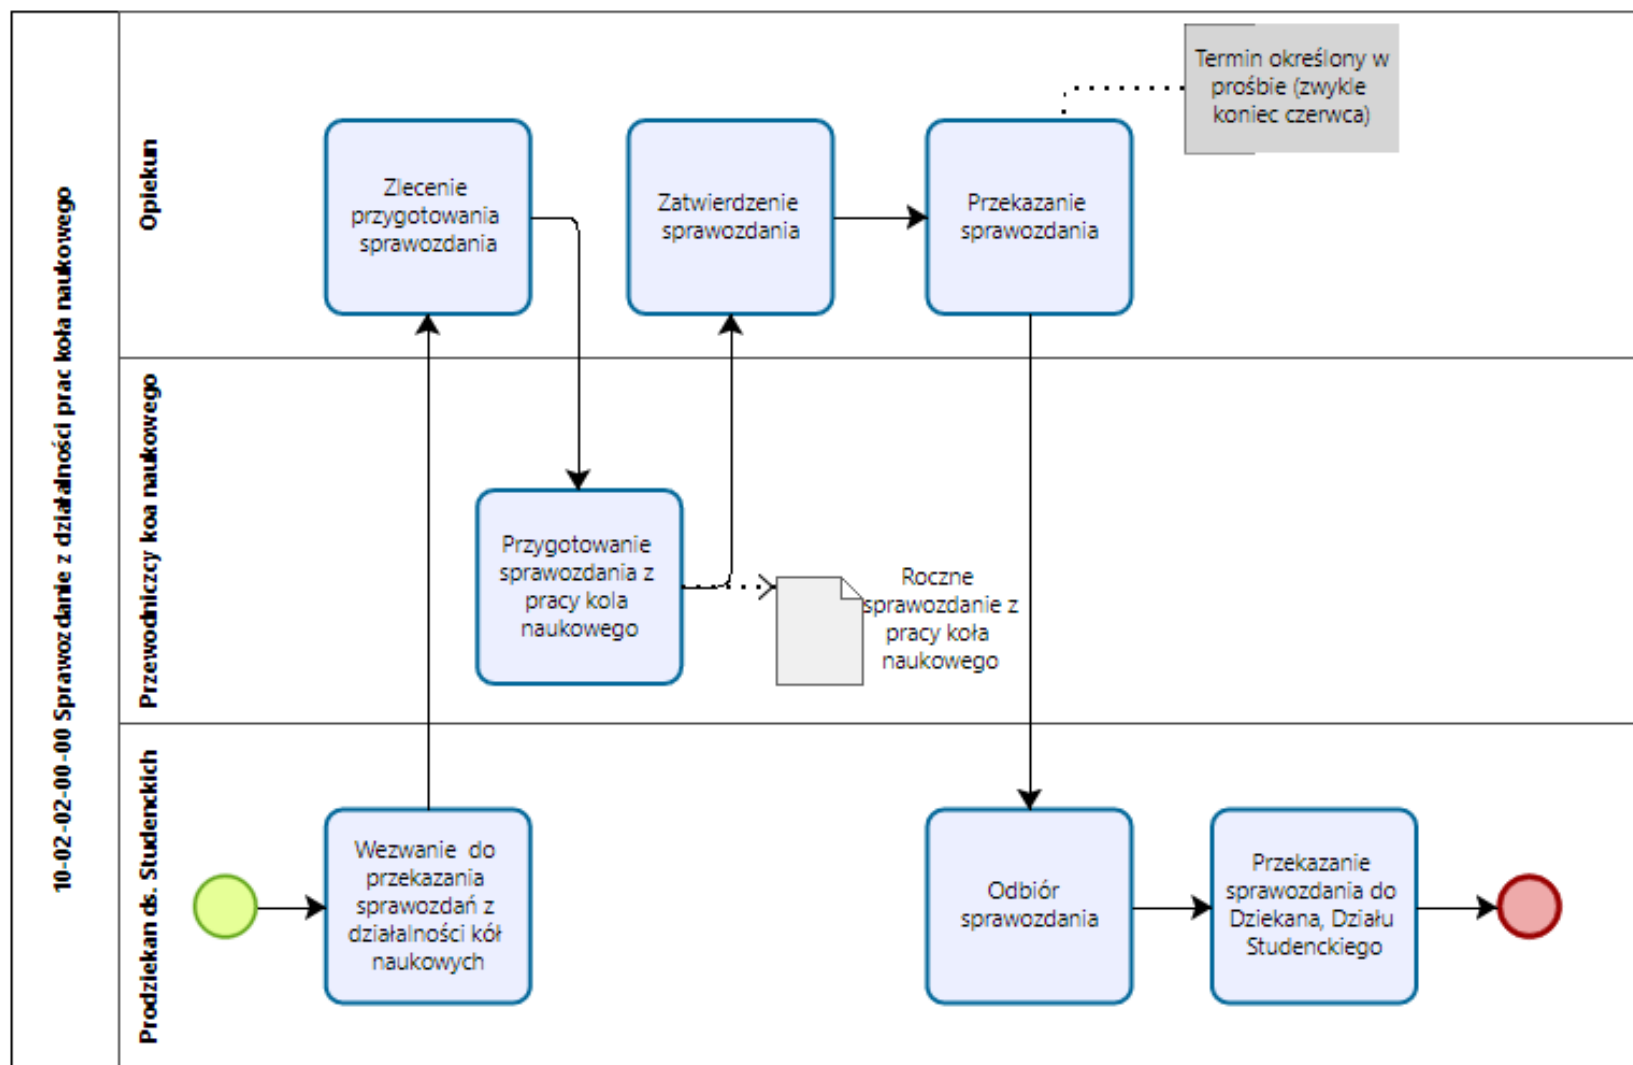 10-02-02-00-00 Sprawozdanie z działalności prac koła naukowego
Opiekun
Zlecenie
przygotowania
sprawozdania
Zatwierdzenie
sprawozdania
Przekazanie
sprawozdania
Termin określony w
prośbie (zwykle
koniec czerwca)
Przewodniczcy koa naukowego
Przygotowanie
sprawozdania z
pracy kola
naukowego
Roczne
sprawozdanie z
pracy koła
naukowego
Prodziekan ds. Studenckich
Wezwanie do
przekazania
sprawozdań z
działalności kół
naukowych
Odbiór
sprawozdania
Przekazanie
sprawozdania do
Dziekana, Działu
Studenckiego